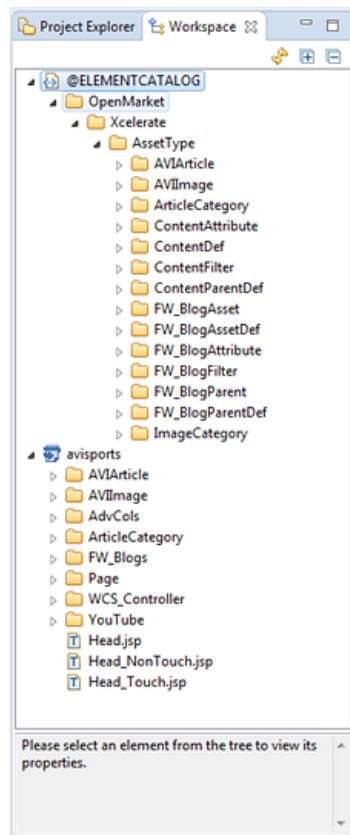 Project Explorer Workspace
@ELEMENTCATALOG
OpenMarket
Xcelerate
AssetType
AVIArticle
AVIImage
ArticleCategory
ContentAttribute
ContentDef
ContentFilter
ContentParentDef
FW_BlogAsset
FW_BlogAssetDef
FW_BlogAttribute
FW_BlogFilter
FW_BlogParent
FW_BlogParentDef
ImageCategory
avisports
AVIArticle
AVIImage
AdvCols
ArticleCategory
FW_Blogs
Page
WCS_Controller
YouTube
Head.jsp
Head_NonTouch.jsp
Head_Touch.jsp
Please select an element from the tree to view its
properties.